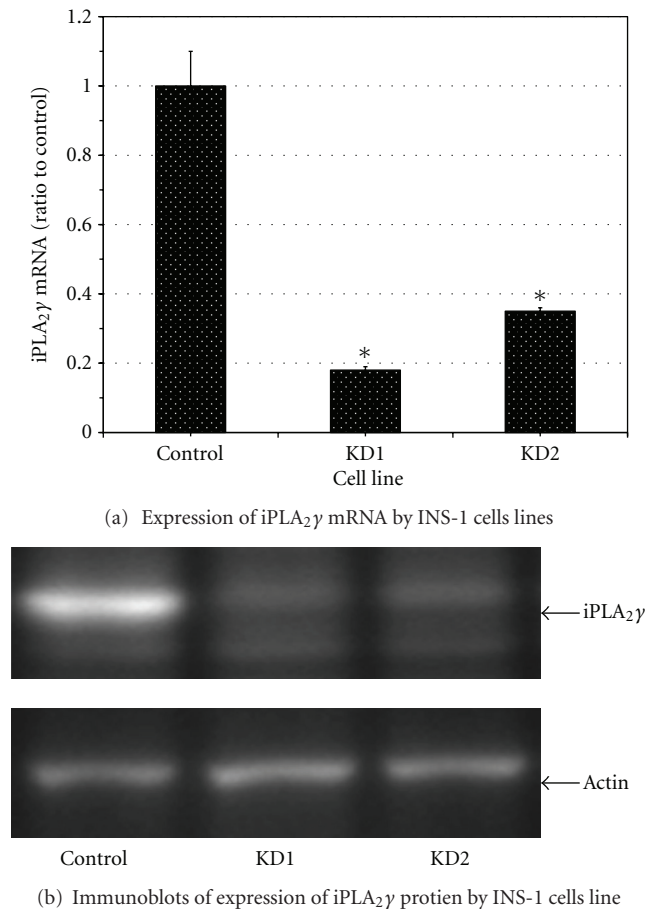 1.2
1
0.8
0.6
0.4
0.2
0
iPLA₂γ mRNA (ratio to control)
*
*
Control KD1 KD2
Cell line
(a) Expression of iPLA₂γ mRNA by INS-1 cells lines
iPLA₂γ
Actin
Control KD1 KD2
(b) Immunoblots of expression of iPLA₂γ protien by INS-1 cells line